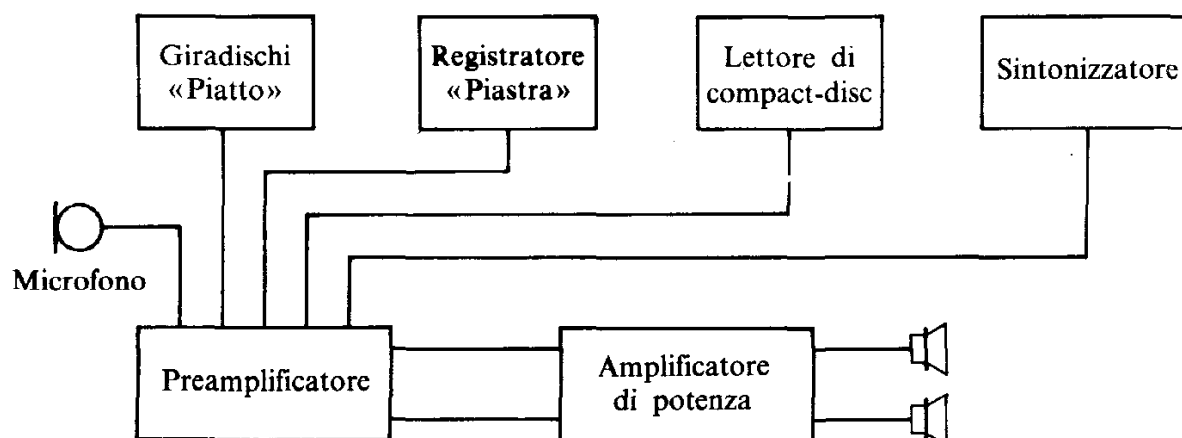 Giradischi
«Piatto»
Registratore
«Piastra»
Lettore di
compact-disc
Sintonizzatore
Microfono
Preamplificatore
Amplificatore
di potenza